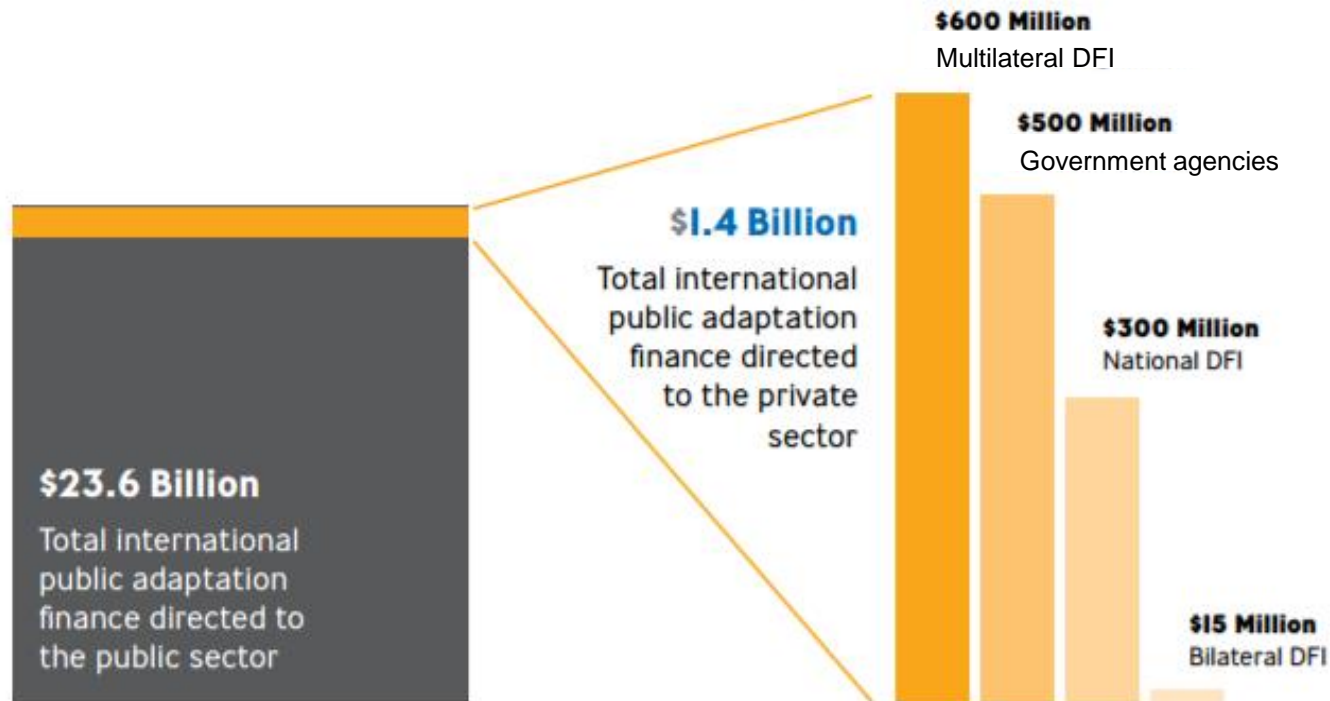 $600 Million
Multilateral DFI
$500 Million
Government agencies
$1.4 Billion
Total international
public adaptation
finance directed
to the private
sector
$300 Million
National DFI
$23.6 Billion
Total international
public adaptation
finance directed to
the public sector
$15 Million
Bilateral DFI